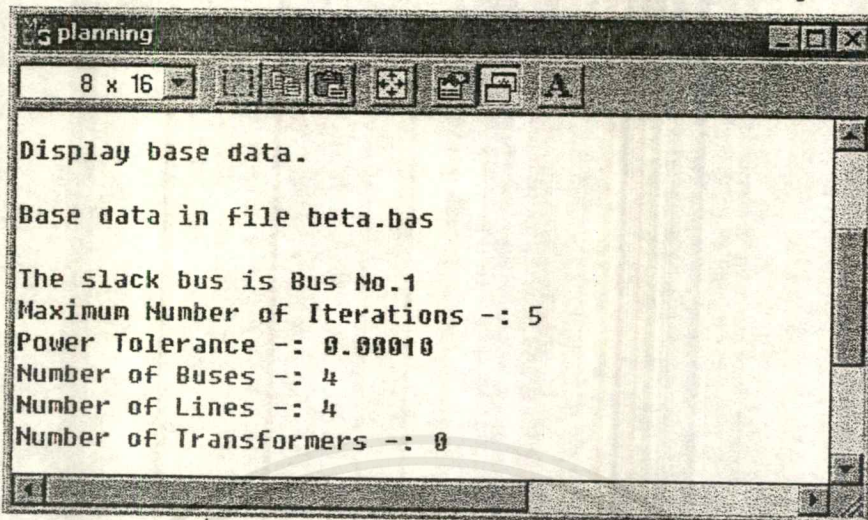 planning
8 x 16
A
Display base data.
Base data in file beta.bas
The slack bus is Bus No.1
Maximum Number of Iterations -: 5
Power Tolerance -: 0.00010
Number of Buses -: 4
Number of Lines -: 4
Number of Transformers -: 0